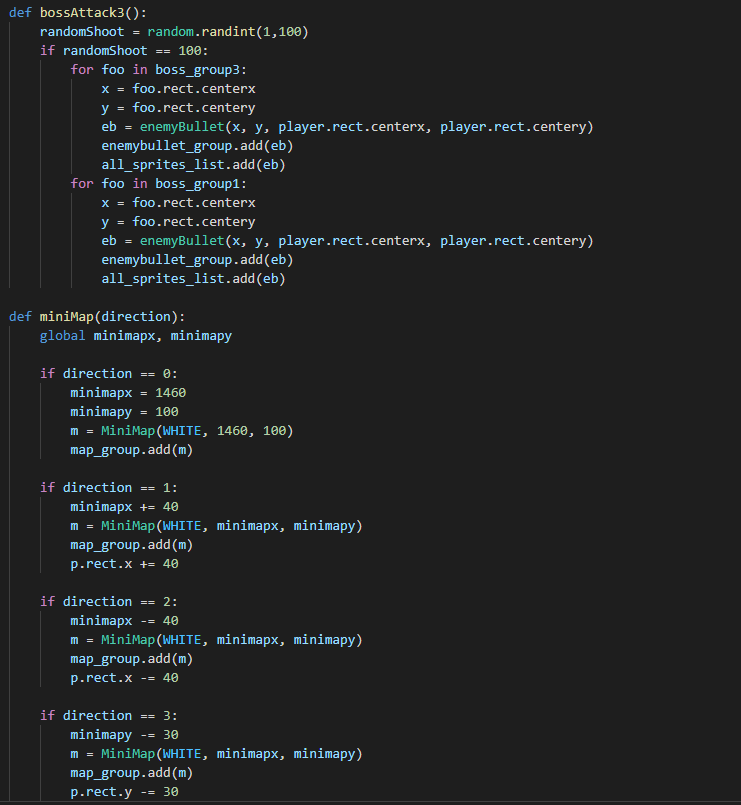 def bossAttack3():
    randomShoot = random.randint(1,100)
    if randomShoot == 100:
        for foo in boss_group3:
            x = foo.rect.centerx
            y = foo.rect.centery
            eb = enemyBullet(x, y, player.rect.centerx, player.rect.centery)
            enemybullet_group.add(eb)
            all_sprites_list.add(eb)
        for foo in boss_group1:
            x = foo.rect.centerx
            y = foo.rect.centery
            eb = enemyBullet(x, y, player.rect.centerx, player.rect.centery)
            enemybullet_group.add(eb)
            all_sprites_list.add(eb)

def miniMap(direction):
    global minimapx, minimapy

    if direction == 0:
        minimapx = 1460
        minimapy = 100
        m = MiniMap(WHITE, 1460, 100)
        map_group.add(m)

    if direction == 1:
        minimapx += 40
        m = MiniMap(WHITE, minimapx, minimapy)
        map_group.add(m)
        p.rect.x += 40

    if direction == 2:
        minimapx -= 40
        m = MiniMap(WHITE, minimapx, minimapy)
        map_group.add(m)
        p.rect.x -= 40

    if direction == 3:
        minimapy -= 30
        m = MiniMap(WHITE, minimapx, minimapy)
        map_group.add(m)
        p.rect.y -= 30